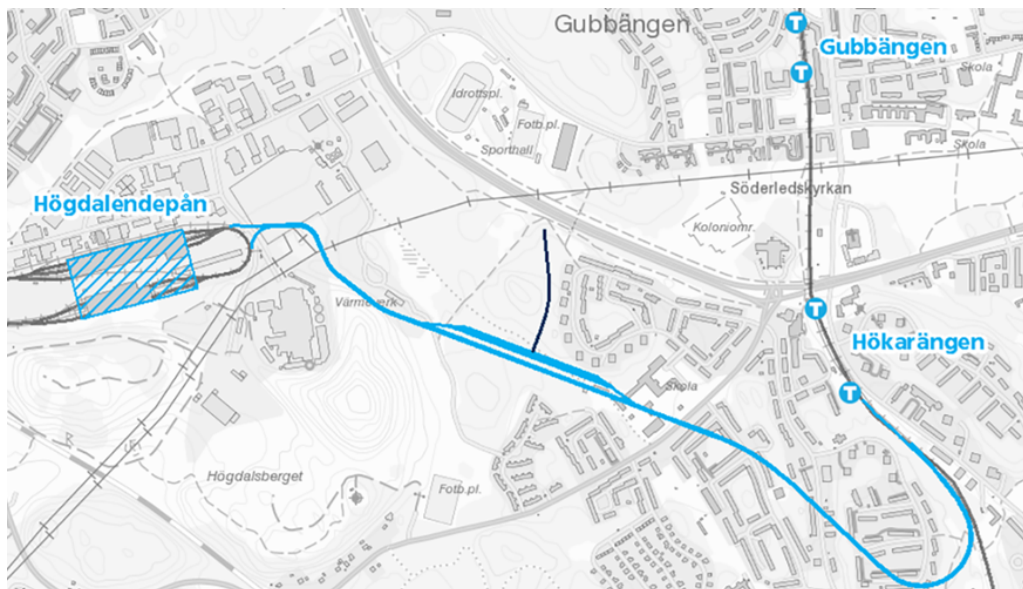 Gubbängen
T
Gubbängen
T
Skola
Idrottspl.
Fotb.pl.
Sporthall
Skola
Söderledskyrkan
Högdalendepån
Koloniomr.
Värmeverk
T
Hökarängen
Skola
T
Högdalsberget
Fotb.pl.